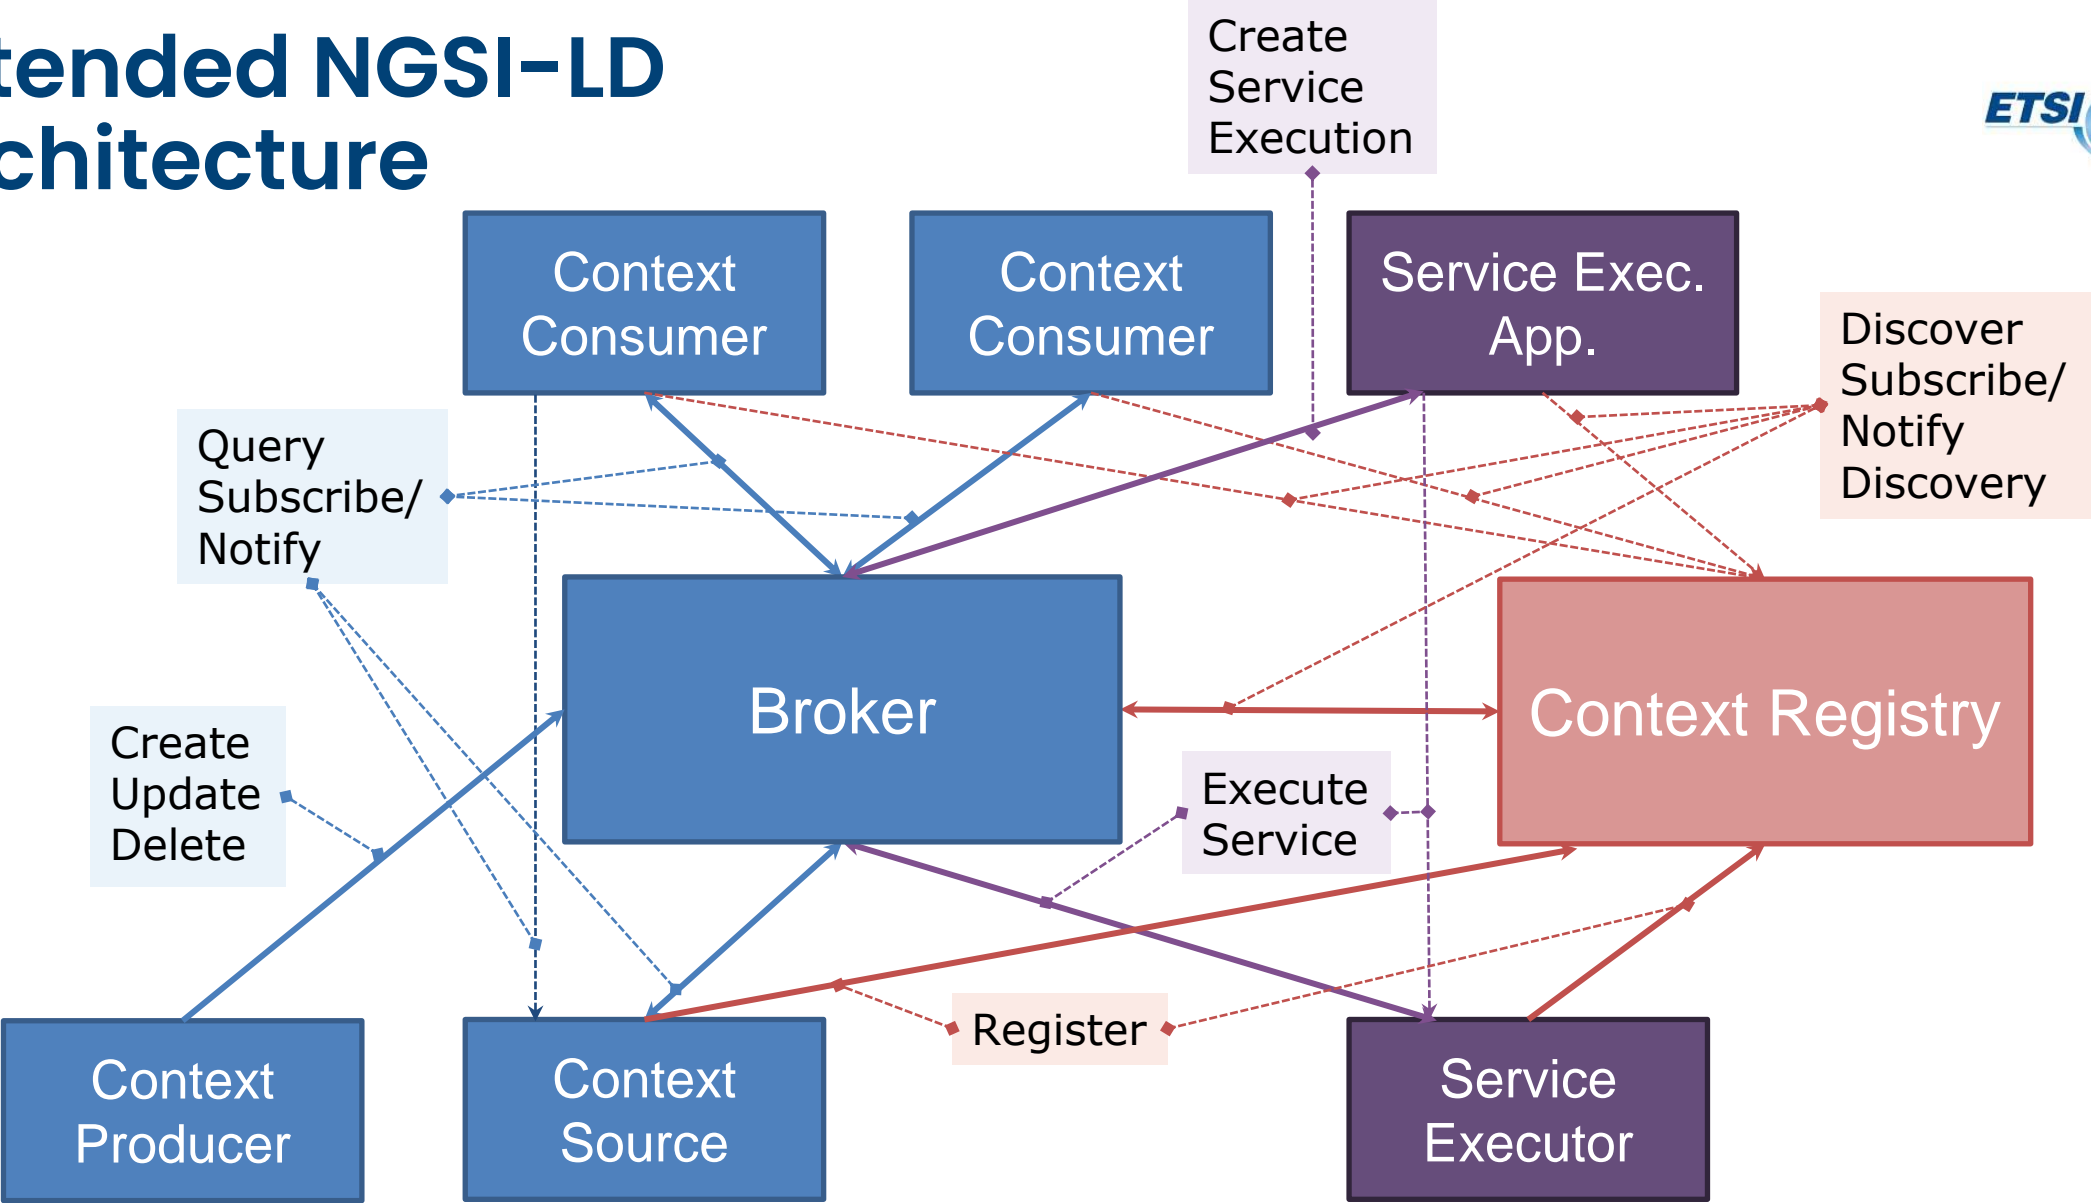 tended NGSI-LD
chitecture
Create
Service
Execution
ETSI
Context
Consumer
Context
Consumer
Service Exec.
App.
Discover
Subscribe/
Notify
Discovery
Query
Subscribe/
Notify
Broker
Context Registry
Create
Update
Delete
Execute
Service
Register
Context
Producer
Context
Source
Service
Executor